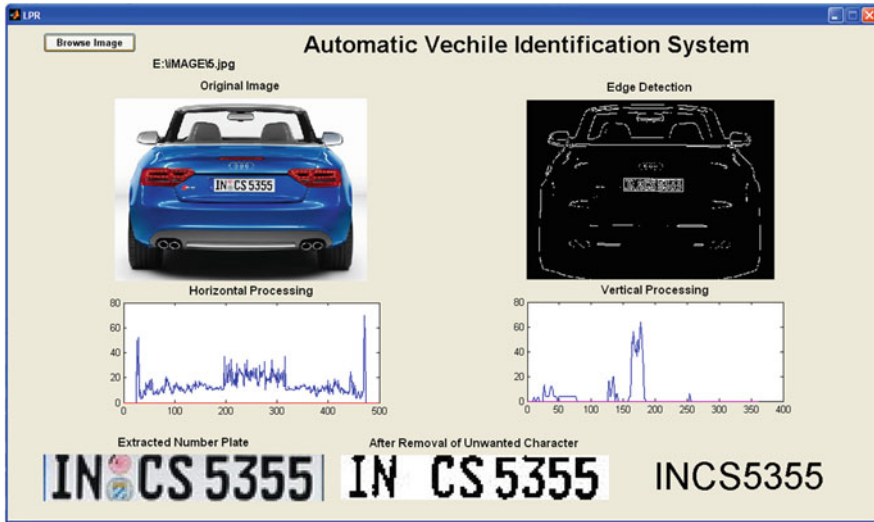 LPR
Browse Image
Automatic Vechile Identification System
E:\IMAGE\5.jpg
Original Image
Edge Detection
IN CS 5355
Horizontal Processing
Vertical Processing
80
60
40
20
0
0 100 200 300 400 500
80
60
40
20
0
0 50 100 150 200 250 300 350 400
Extracted Number Plate
After Removal of Unwanted Character
IN CS 5355
IN CS 5355
INCS5355